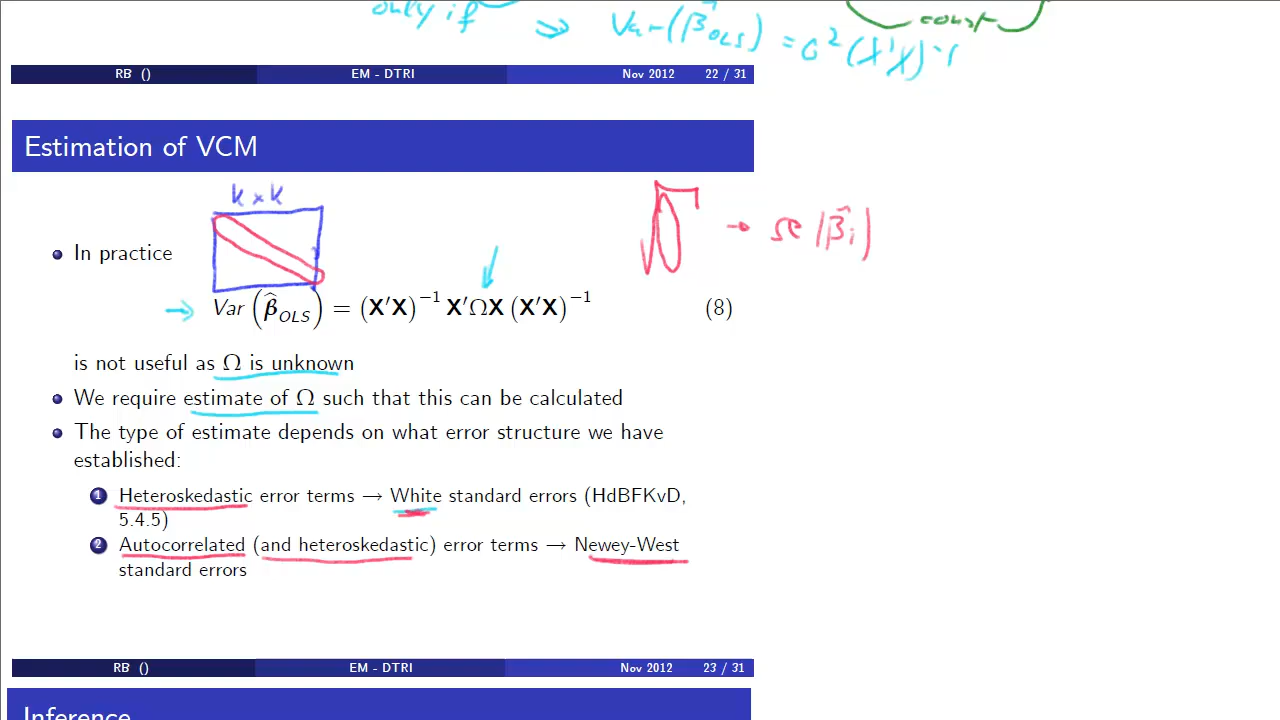 only if ⇒ Var(β̂OLS) = σ²(X'X)⁻¹ const
RB () EM - DTRI Nov 2012 22 / 31
Estimation of VCM
k x k
In practice
→ se(β̂i)
→ Var (β̂OLS) = (X′X)⁻¹ X′ΩX (X′X)⁻¹ (8)
is not useful as Ω is unknown
We require estimate of Ω such that this can be calculated
The type of estimate depends on what error structure we have
established:
1 Heteroskedastic error terms → White standard errors (HdBFKvD,
5.4.5)
2 Autocorrelated (and heteroskedastic) error terms → Newey-West
standard errors
RB () EM - DTRI Nov 2012 23 / 31
Inference